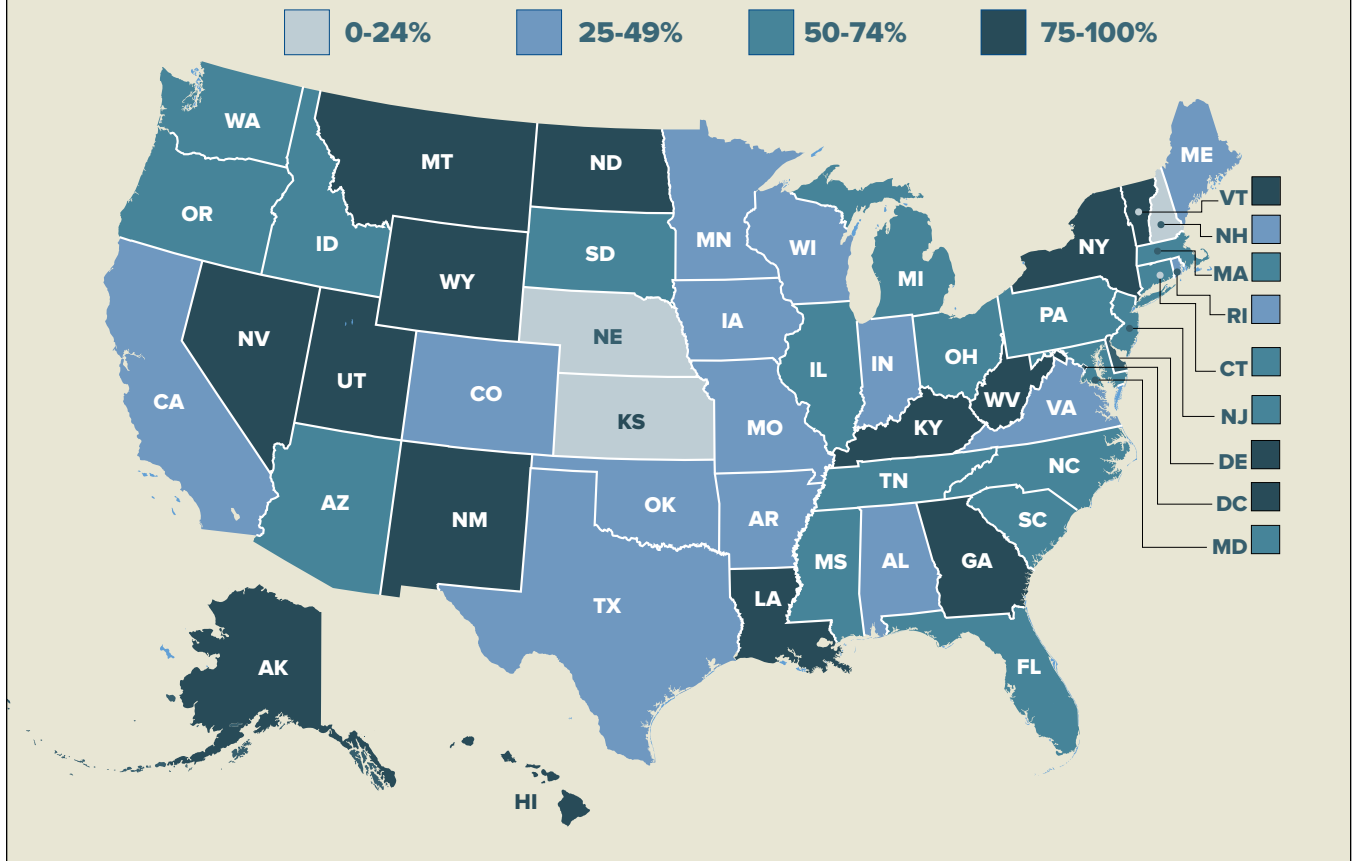 0-24%
25-49%
50-74%
75-100%
WA
MT
ND
ME
OR
ID
WY
SD
MN
WI
MI
NY
VT
NH
MA
RI
CT
NJ
DE
DC
MD
NV
UT
CA
CO
NE
KS
IA
MO
IL
IN
OH
PA
WV
VA
KY
AZ
NM
OK
AR
TN
NC
SC
MS
AL
GA
TX
LA
FL
AK
HI